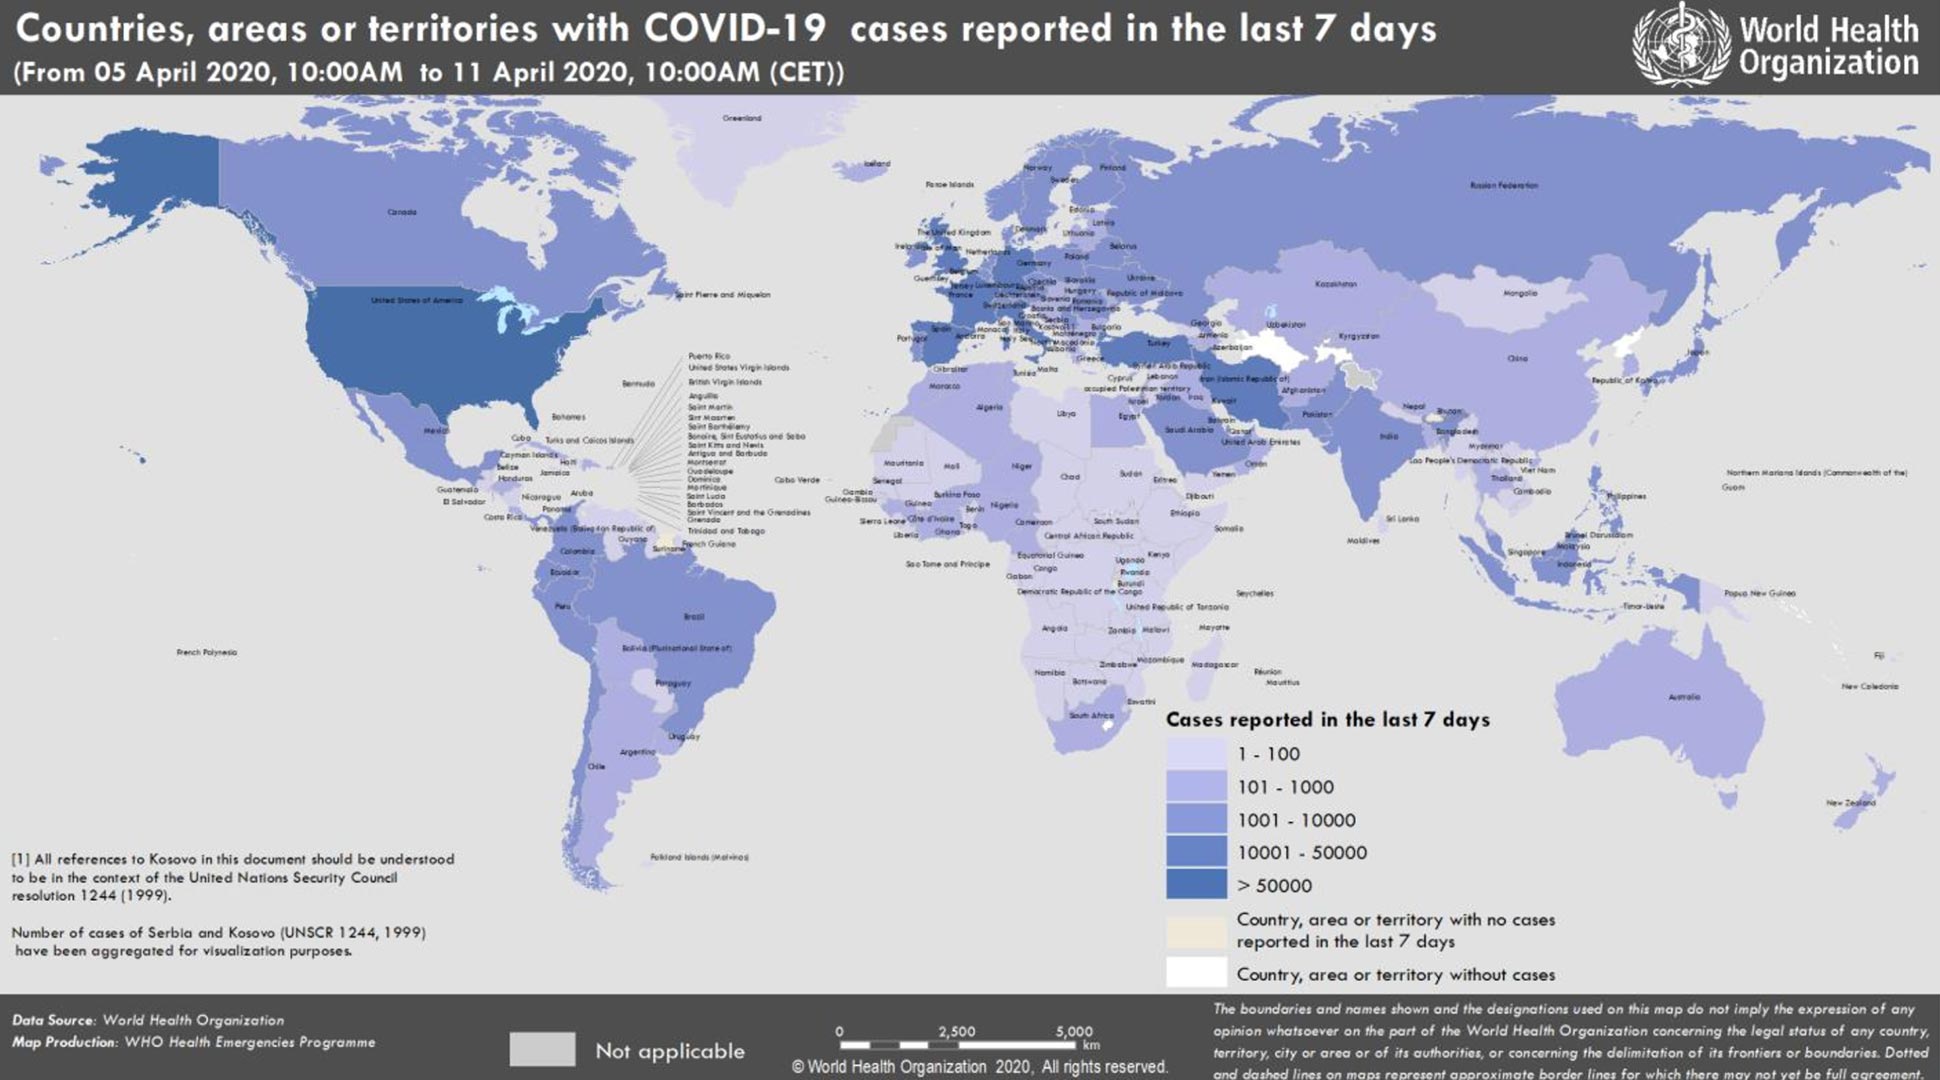 Countries, areas or territories with COVID-19 cases reported in the last 7 days
(From 05 April 2020, 10:00AM to 11 April 2020, 10:00AM (CET))
World Health
Organization
Greenland
Iceland
Faroe Islands
Norway
Sweden
Finland
Russian Federation
Canada
Estonia
Latvia
Lithuania
Denmark
The United Kingdom
Belarus
Netherlands
Poland
Germany
Belgium
Guernsey
Jersey
Luxembourg
Czechia
Slovakia
Ukraine
France
Liechtenstein
Hungary
Republic of Moldova
Kazakhstan
Mongolia
United States of America
Saint Pierre and Miquelon
Switzerland
Slovenia
Romania
Bosnia and Herzegovina
Croatia
Serbia
Spain
Andorra
Monaco
Bulgaria
Georgia
Uzbekistan
Portugal
Armenia
Azerbaijan
Kyrgyzstan
Albania
Turkey
Greece
China
Japan
Republic of Korea
Puerto Rico
United States Virgin Islands
British Virgin Islands
Anguilla
Saint Martin
Sint Maarten
Saint Barthélemy
Bonaire, Sint Eustatius and Saba
Saint Kitts and Nevis
Antigua and Barbuda
Montserrat
Guadeloupe
Dominica
Martinique
Saint Lucia
Barbados
Saint Vincent and the Grenadines
Grenada
Trinidad and Tobago
French Guiana
Bermuda
Bahamas
Turks and Caicos Islands
Cuba
Cayman Islands
Haiti
Jamaica
Belize
Honduras
Mexico
Guatemala
El Salvador
Nicaragua
Aruba
Costa Rica
Panama
Venezuela (Bolivarian Republic of)
Guyana
Suriname
Colombia
Ecuador
Peru
Brazil
Bolivia (Plurinational State of)
Paraguay
Uruguay
Argentina
Chile
Falkland Islands (Malvinas)
French Polynesia
Gibraltar
Tunisia
Malta
Cyprus
Syrian Arab Republic
Lebanon
occupied Palestinian territory
Israel
Jordan
Iraq
Iran (Islamic Republic of)
Kuwait
Afghanistan
Pakistan
Nepal
Bhutan
Morocco
Algeria
Libya
Egypt
Saudi Arabia
Bahrain
Qatar
United Arab Emirates
Oman
Yemen
India
Bangladesh
Myanmar
Lao People's Democratic Republic
Viet Nam
Thailand
Cambodia
Philippines
Northern Mariana Islands (Commonwealth of the)
Guam
Cabo Verde
Mauritania
Mali
Niger
Chad
Sudan
Eritrea
Djibouti
Senegal
Gambia
Guinea-Bissau
Guinea
Burkina Faso
Benin
Nigeria
Sierra Leone
Côte d'Ivoire
Togo
Liberia
Ghana
Cameroon
South Sudan
Ethiopia
Somalia
Central African Republic
Sri Lanka
Maldives
Brunei Darussalam
Malaysia
Singapore
Indonesia
Sao Tome and Principe
Equatorial Guinea
Gabon
Congo
Uganda
Kenya
Rwanda
Burundi
Democratic Republic of the Congo
United Republic of Tanzania
Seychelles
Timor-Leste
Papua New Guinea
Angola
Zambia
Malawi
Mayotte
Zimbabwe
Mozambique
Madagascar
Namibia
Botswana
Réunion
Mauritius
Eswatini
South Africa
Fiji
New Caledonia
Australia
New Zealand
Cases reported in the last 7 days
1 - 100
101 - 1000
1001 - 10000
10001 - 50000
> 50000
Country, area or territory with no cases
reported in the last 7 days
Country, area or territory without cases
[1] All references to Kosovo in this document should be understood
to be in the context of the United Nations Security Council
resolution 1244 (1999).
Number of cases of Serbia and Kosovo (UNSCR 1244, 1999)
have been aggregated for visualization purposes.
Data Source: World Health Organization
Map Production: WHO Health Emergencies Programme
Not applicable
0 2,500 5,000
km
© World Health Organization 2020, All rights reserved.
The boundaries and names shown and the designations used on this map do not imply the expression of any
opinion whatsoever on the part of the World Health Organization concerning the legal status of any country,
territory, city or area or of its authorities, or concerning the delimitation of its frontiers or boundaries. Dotted
and dashed lines on maps represent approximate border lines for which there may not yet be full agreement.